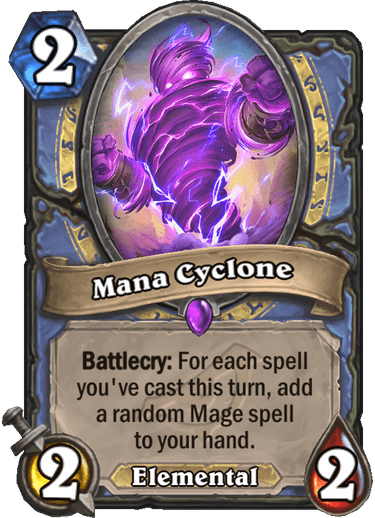 2
Mana Cyclone
Battlecry: For each spell
you've cast this turn, add
a random Mage spell
to your hand.
2
Elemental
2